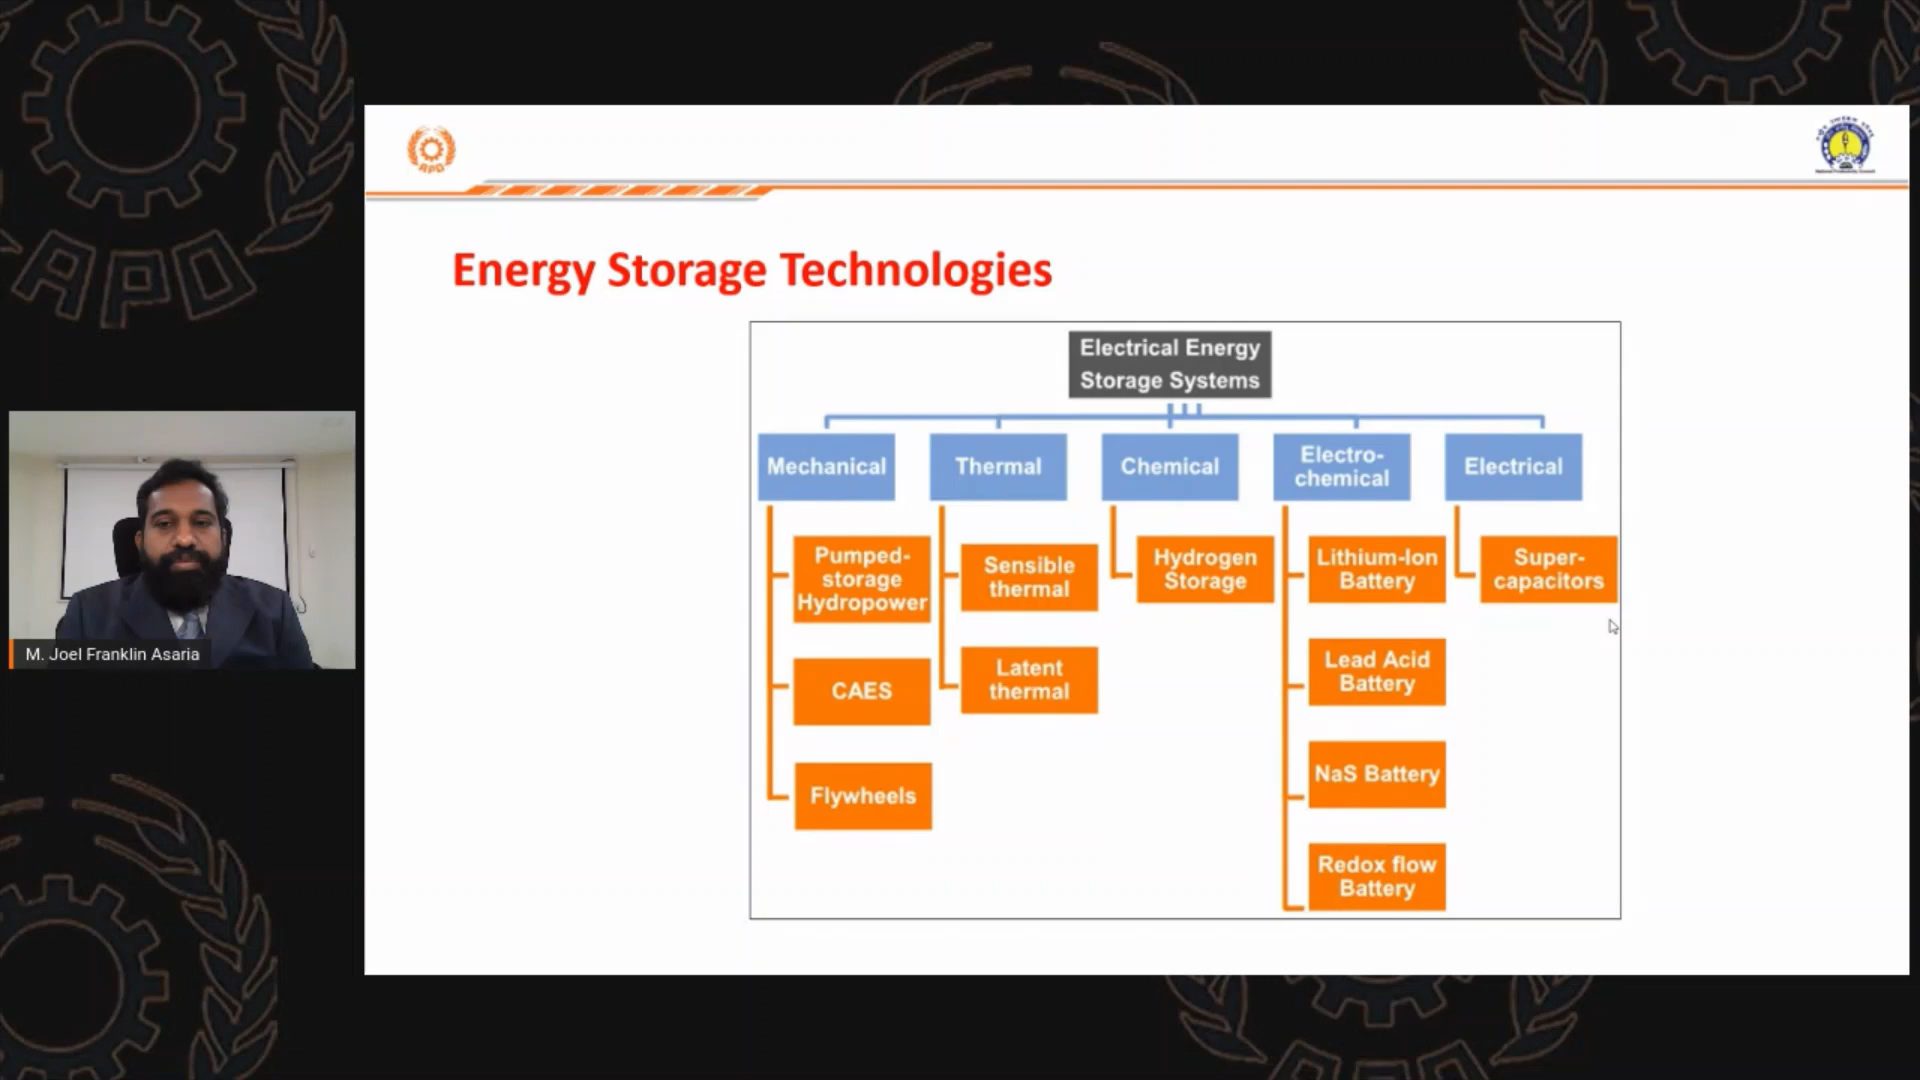 APO
APO
Energy Storage Technologies
Electrical Energy
Storage Systems
Mechanical
Thermal
Chemical
Electro-
chemical
Electrical
Pumped-
storage
Hydropower
CAES
Flywheels
Sensible
thermal
Latent
thermal
Hydrogen
Storage
Lithium-Ion
Battery
Lead Acid
Battery
NaS Battery
Redox flow
Battery
Super-
capacitors
M. Joel Franklin Asaria